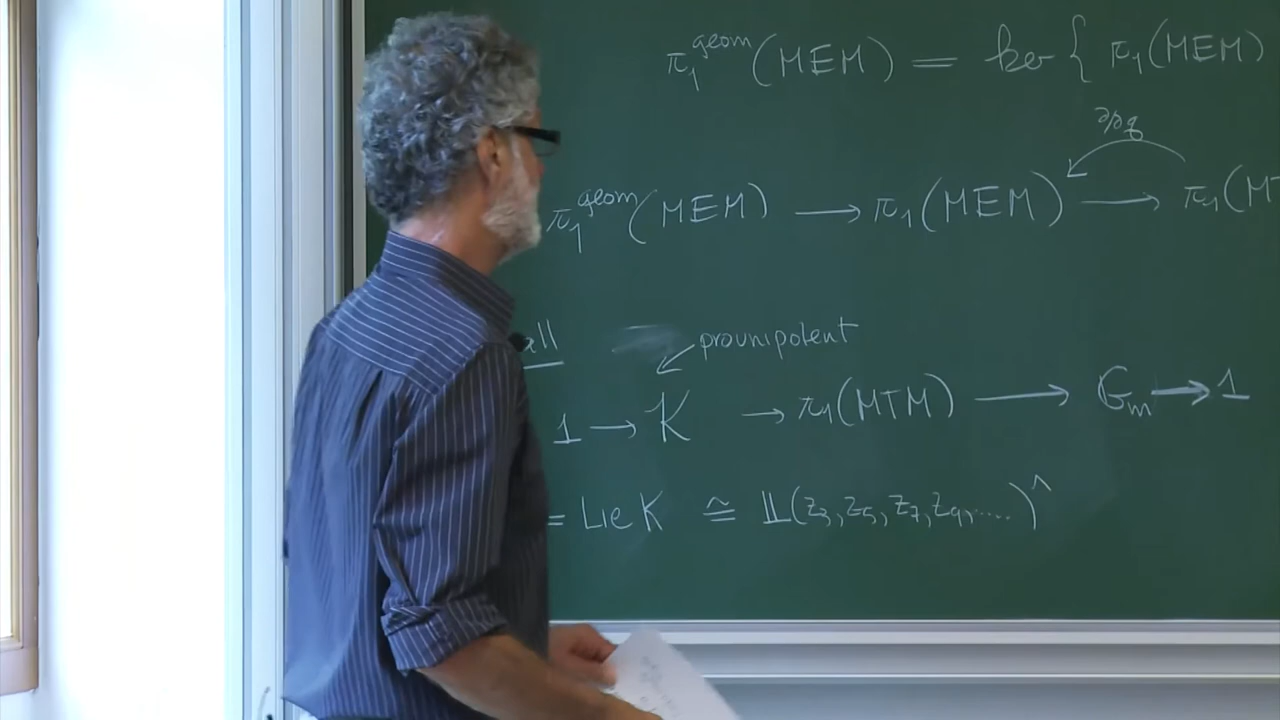 π₁^geom(MEM) = ker { π₁(MEM)
∂/∂q
π₁^geom(MEM) → π₁(MEM) → π₁(MT
all
prounipotent
1 → K → π₁(MTM) → 𝔾ₘ → 1
= Lie K ≅ 𝕃(z₃, z₅, z₇, z₉, ....)^∧